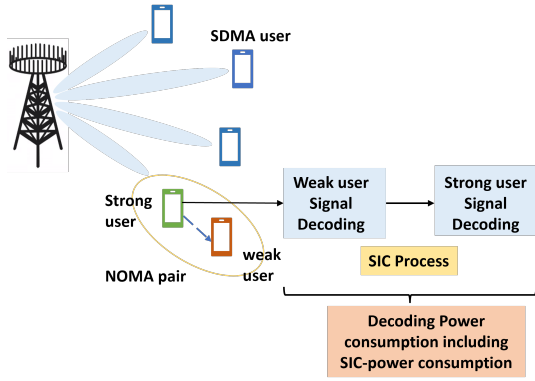 SDMA user
Strong
user
weak
user
NOMA pair
Weak user
Signal
Decoding
Strong user
Signal
Decoding
SIC Process
Decoding Power
consumption including
SIC-power consumption